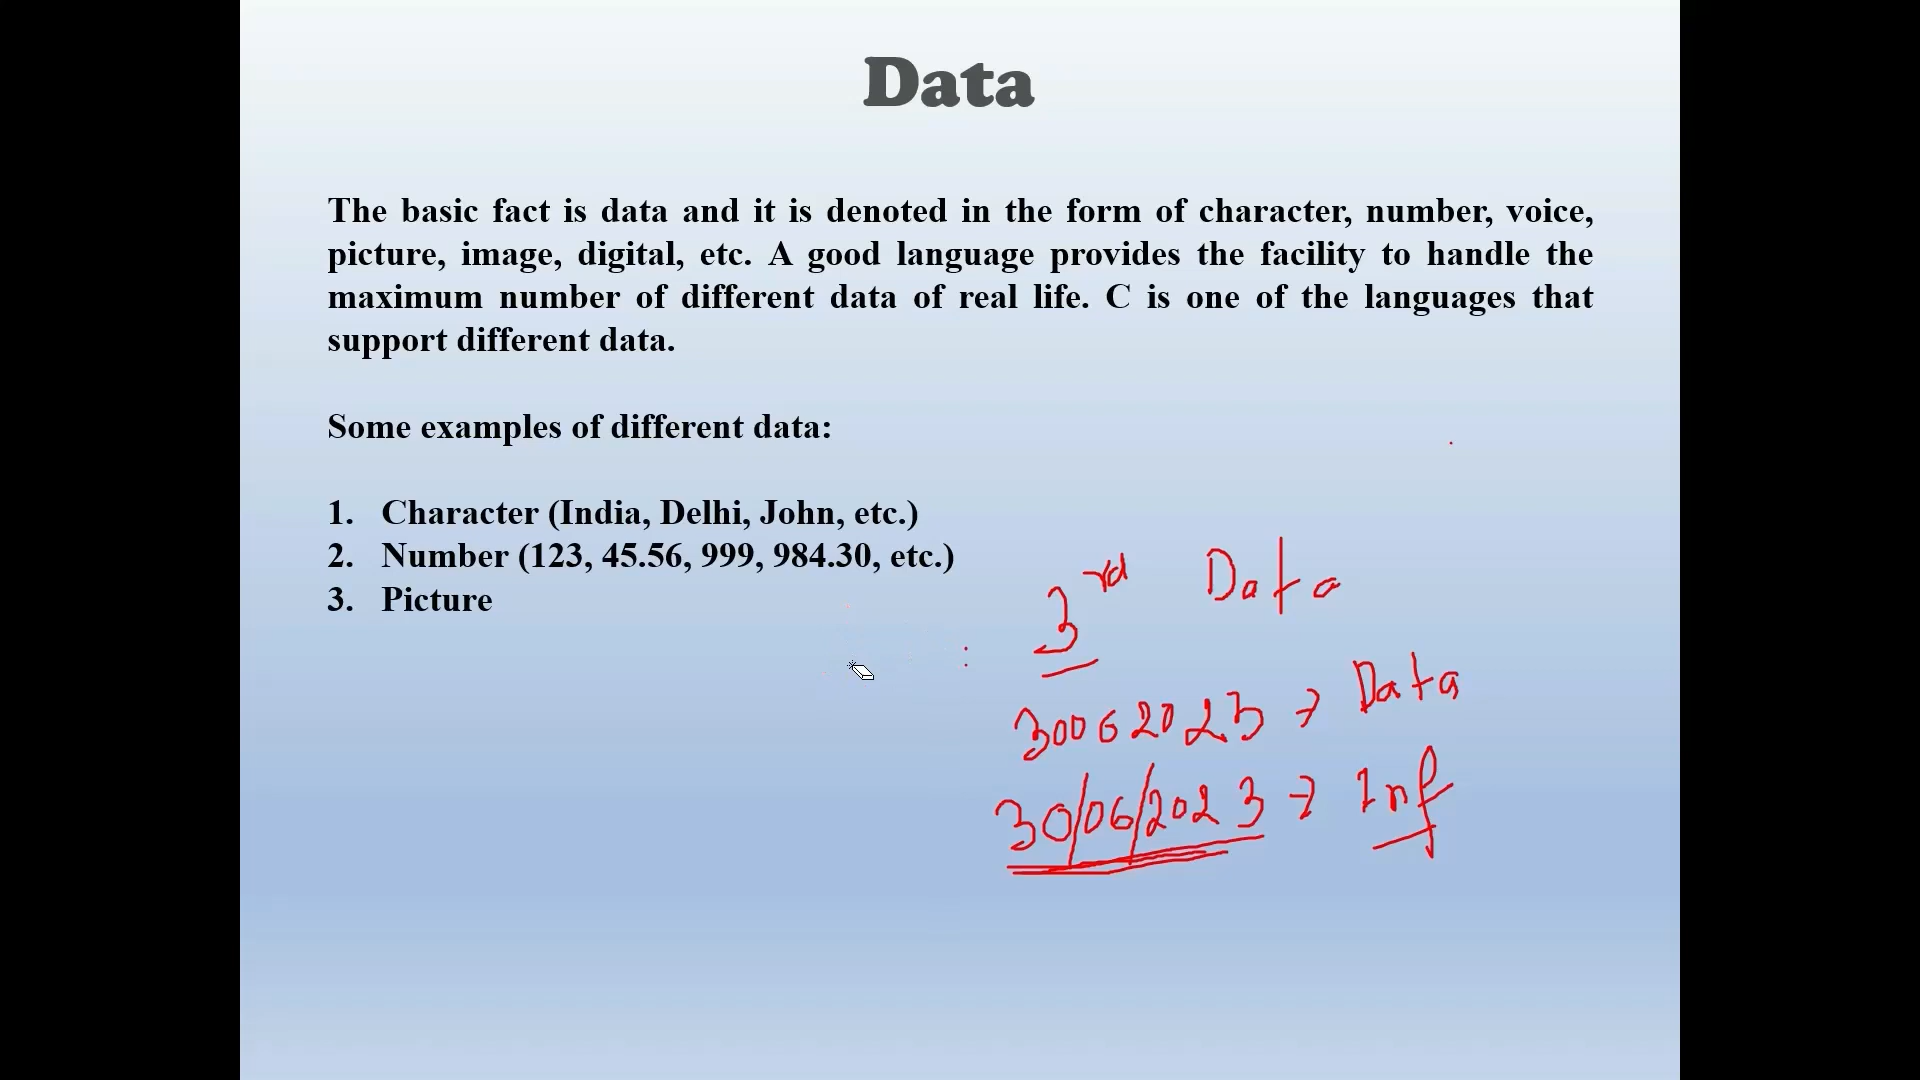 Data
The basic fact is data and it is denoted in the form of character, number, voice,
picture, image, digital, etc. A good language provides the facility to handle the
maximum number of different data of real life. C is one of the languages that
support different data.
Some examples of different data:
1. Character (India, Delhi, John, etc.)
2. Number (123, 45.56, 999, 984.30, etc.)
3. Picture
3rd Data
30062023 → Data
30/06/2023 → Inf